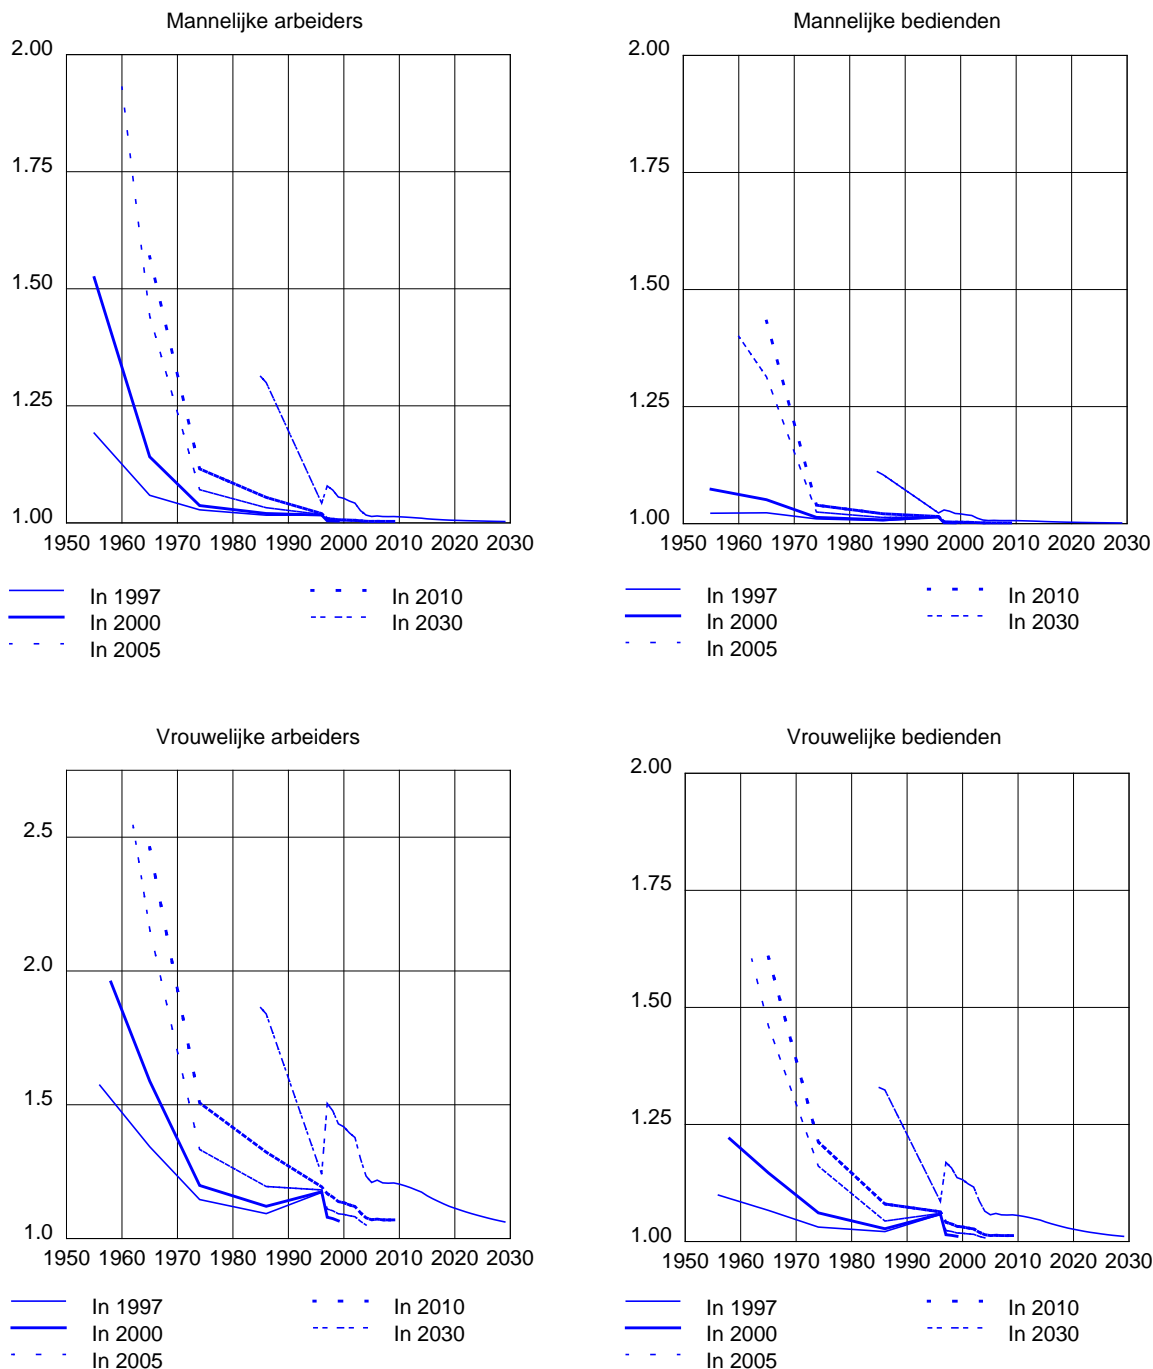 Mannelijke arbeiders
2.00
1.75
1.50
1.25
1.00
1950 1960 1970 1980 1990 2000 2010 2020 2030
In 1997
In 2000
In 2005
In 2010
In 2030
Mannelijke bedienden
2.00
1.75
1.50
1.25
1.00
1950 1960 1970 1980 1990 2000 2010 2020 2030
In 1997
In 2000
In 2005
In 2010
In 2030
Vrouwelijke arbeiders
2.5
2.0
1.5
1.0
1950 1960 1970 1980 1990 2000 2010 2020 2030
In 1997
In 2000
In 2005
In 2010
In 2030
Vrouwelijke bedienden
2.00
1.75
1.50
1.25
1.00
1950 1960 1970 1980 1990 2000 2010 2020 2030
In 1997
In 2000
In 2005
In 2010
In 2030